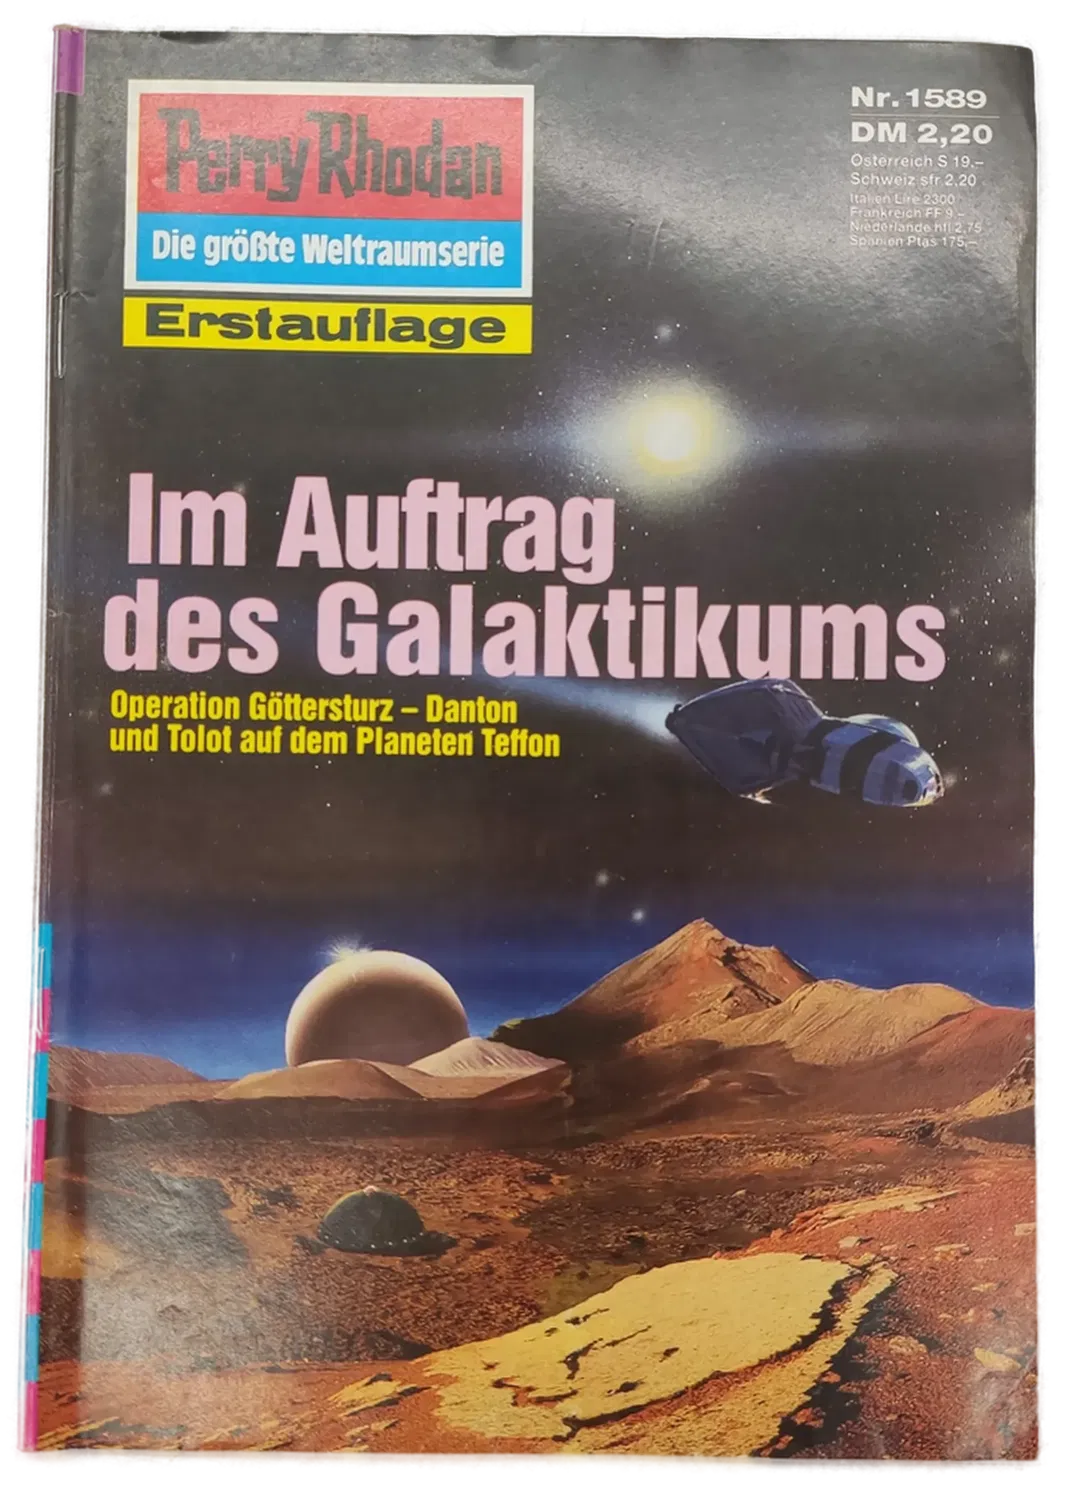 Perry Rhodan
Die größte Weltraumserie
Erstauflage
Nr. 1589
DM 2,20
Österreich S 19,–
Schweiz sfr 2,20
Italien Lire 2300
Frankreich FF 9,–
Niederlande hfl 2,75
Spanien Ptas 175,–
Im Auftrag
des Galaktikums
Operation Göttersturz – Danton
und Tolot auf dem Planeten Teffon